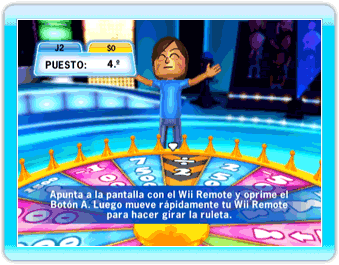 J2 $0
PUESTO: 4.º
÷2
Apunta a la pantalla con el Wii Remote y oprime el
Botón A. Luego mueve rápidamente tu Wii Remote
para hacer girar la ruleta.